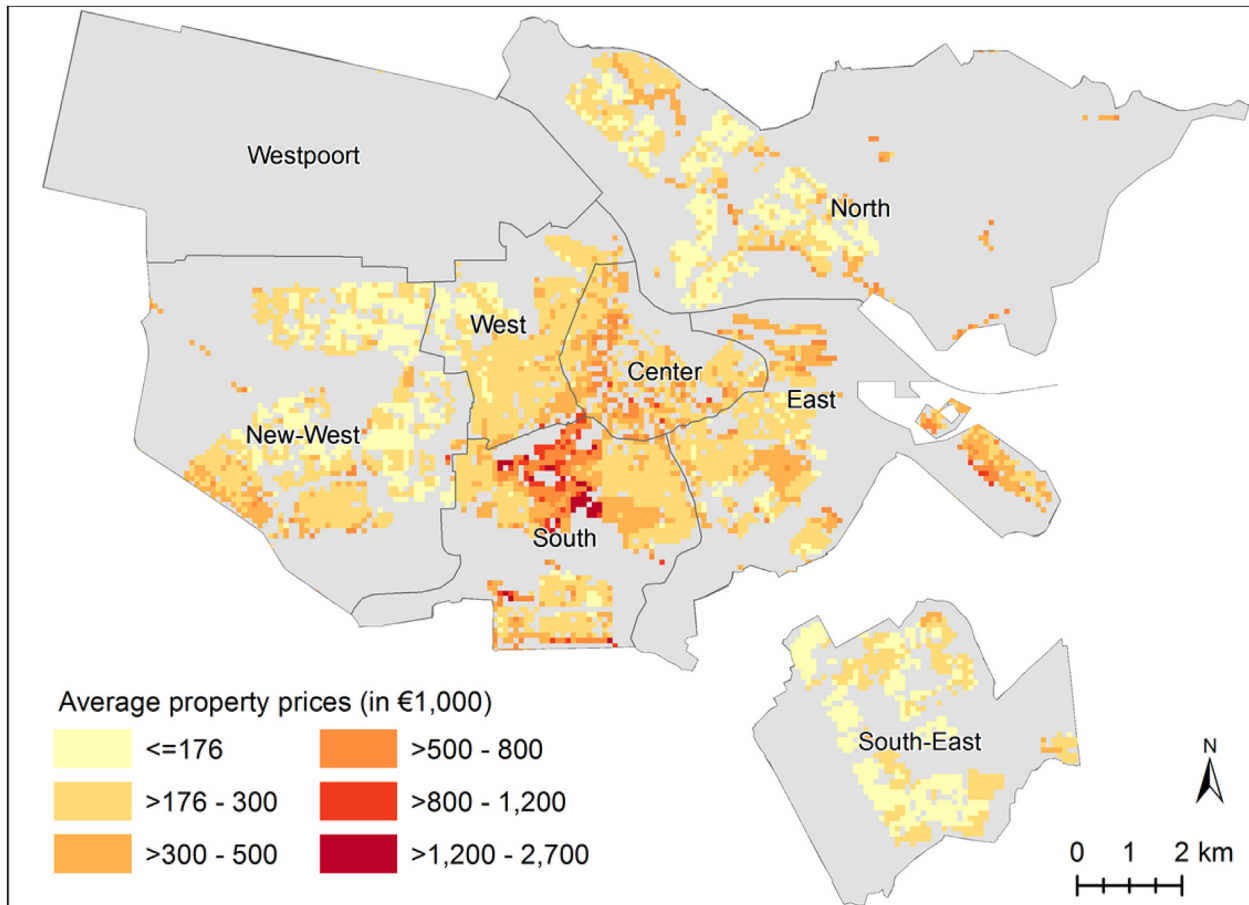 Westpoort
North
West
Center
East
New-West
South
Average property prices (in €1,000)
<=176
>500 - 800
>176 - 300
>800 - 1,200
>300 - 500
>1,200 - 2,700
South-East
N
0 1 2 km